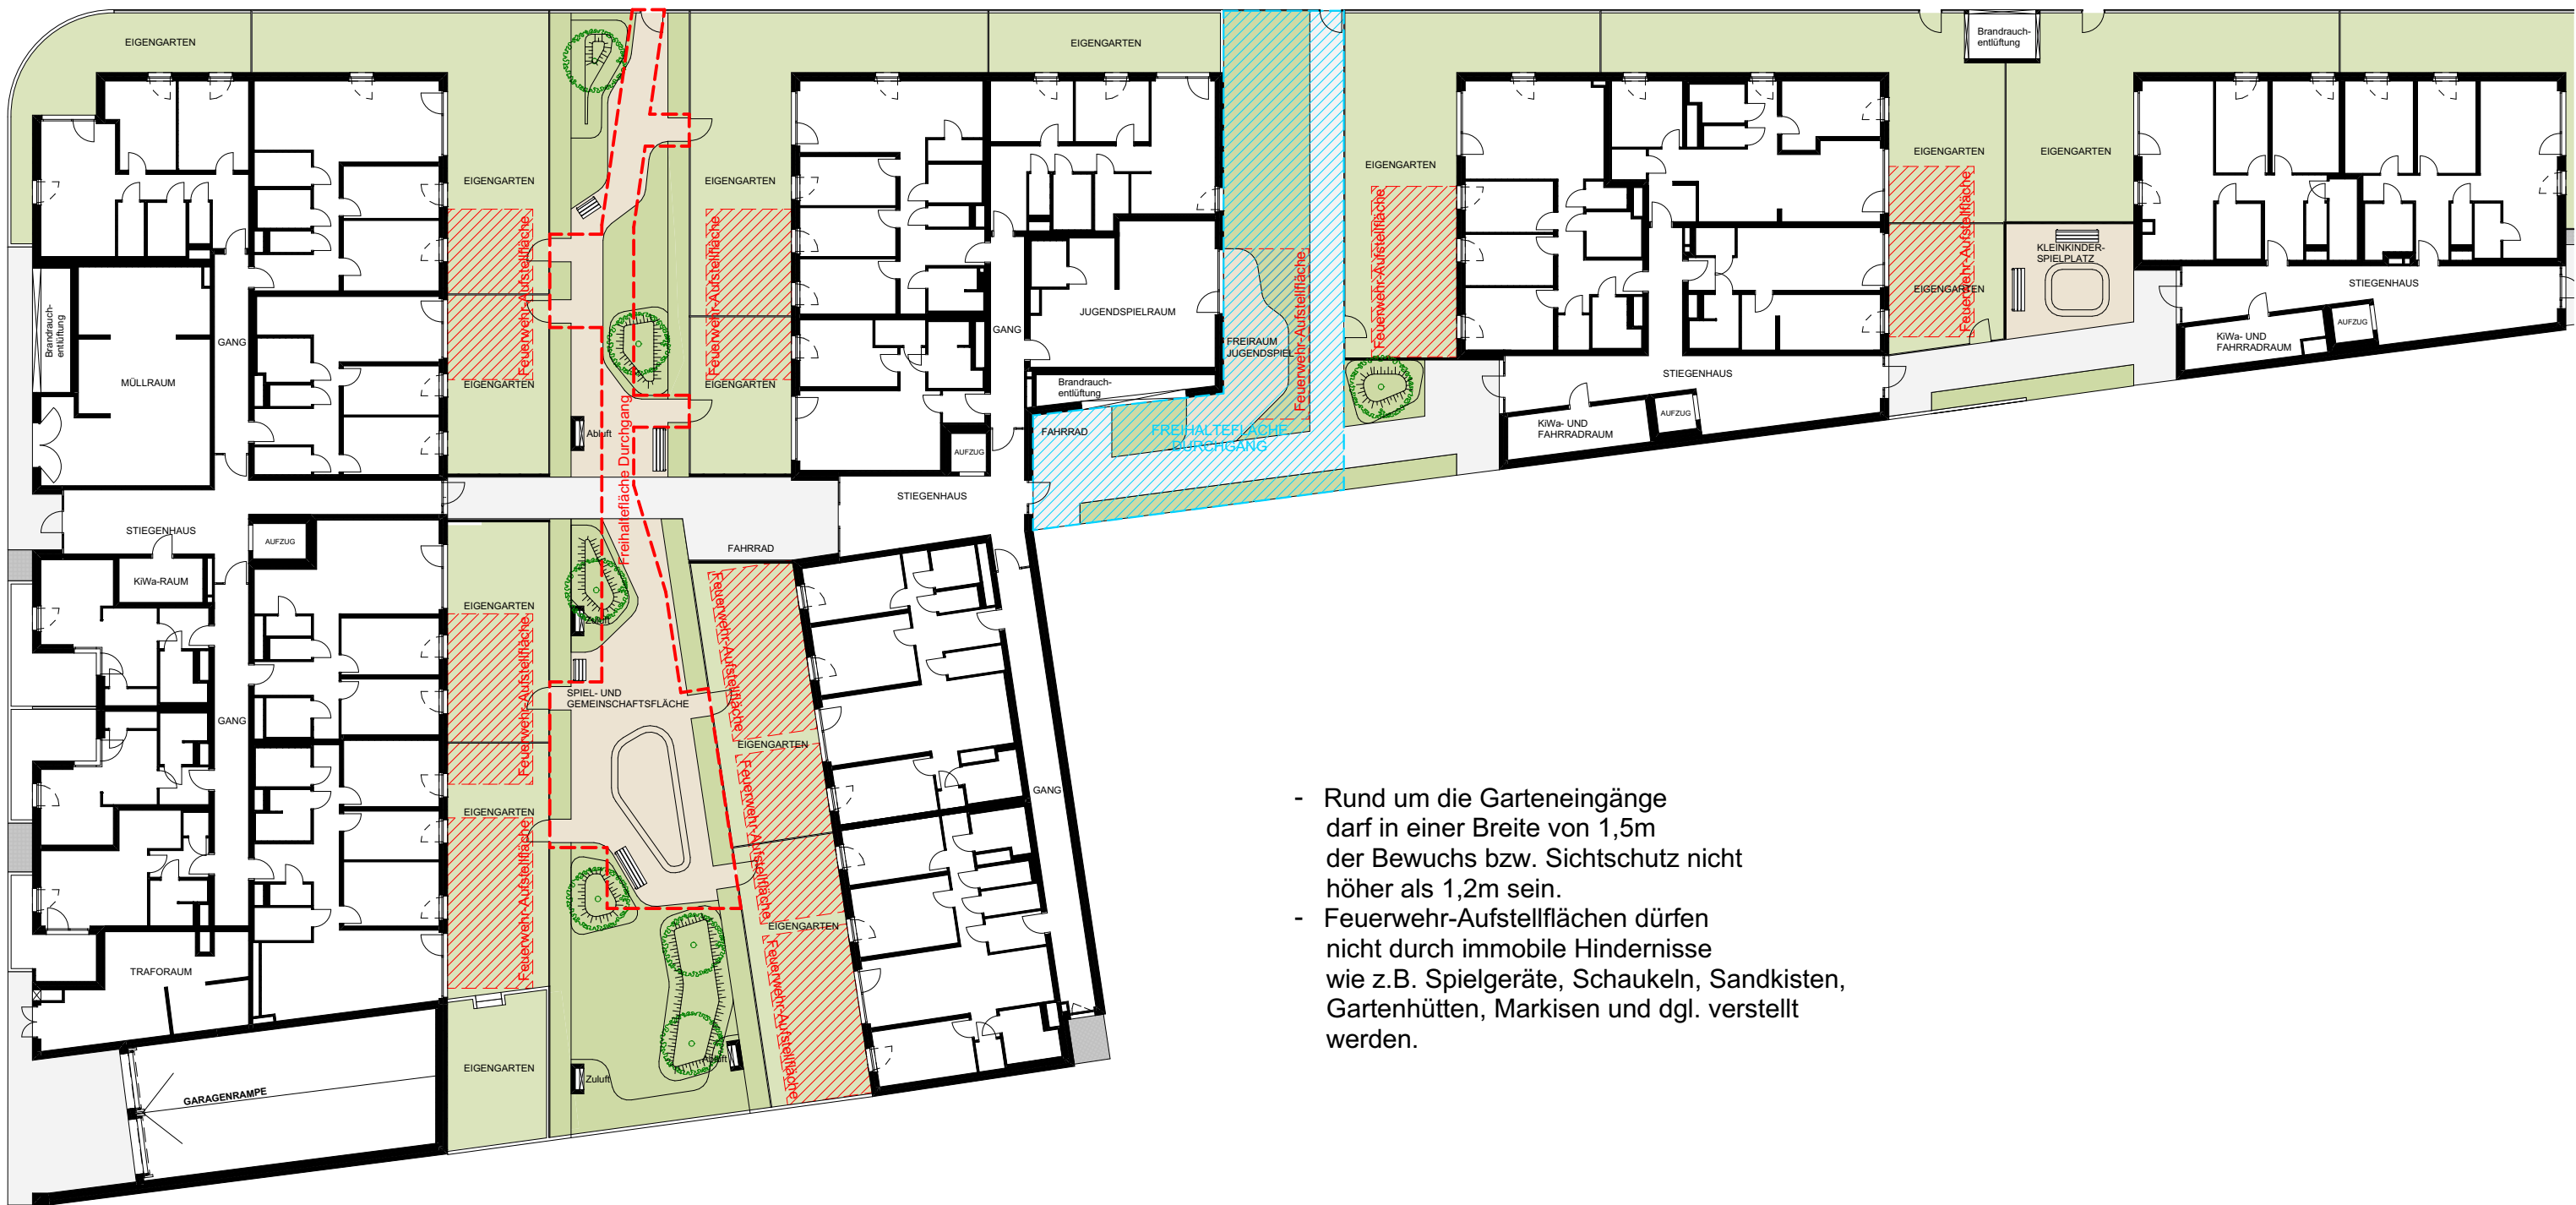 EIGENGARTEN
EIGENGARTEN
Brandrauch-
entlüftung
EIGENGARTEN
EIGENGARTEN
EIGENGARTEN
EIGENGARTEN
EIGENGARTEN
Feuerwehr-Aufstellfläche
Feuerwehr-Aufstellfläche
Feuerwehr-Aufstellfläche
Feuerwehr-Aufstellfläche
Feuerwehr-Aufstellfläche
KLEINKINDER-
SPIELPLATZ
EIGENGARTEN
STIEGENHAUS
Brandrauch-
entlüftung
GANG
MÜLLRAUM
GANG
JUGENDSPIELRAUM
FREIRAUM
JUGENDSPIEL
KiWa- UND
FAHRRADRAUM
AUFZUG
EIGENGARTEN
EIGENGARTEN
Brandrauch-
entlüftung
STIEGENHAUS
Abluft
Freihaltefläche Durchgang
AUFZUG
FAHRRAD
FREIHALTEFLÄCHE
DURCHGANG
KiWa- UND
FAHRRADRAUM
AUFZUG
STIEGENHAUS
STIEGENHAUS
AUFZUG
FAHRRAD
KiWa-RAUM
EIGENGARTEN
Zuluft
Feuerwehr-Aufstellfläche
Feuerwehr-Aufstellfläche
SPIEL- UND
GEMEINSCHAFTSFLÄCHE
GANG
EIGENGARTEN
GANG
EIGENGARTEN
Feuerwehr-Aufstellfläche
Feuerwehr-Aufstellfläche
EIGENGARTEN
Feuerwehr-Aufstellfläche
TRAFORAUM
Abluft
Zuluft
EIGENGARTEN
GARAGENRAMPE
- Rund um die Garteneingänge
darf in einer Breite von 1,5m
der Bewuchs bzw. Sichtschutz nicht
höher als 1,2m sein.
- Feuerwehr-Aufstellflächen dürfen
nicht durch immobile Hindernisse
wie z.B. Spielgeräte, Schaukeln, Sandkisten,
Gartenhütten, Markisen und dgl. verstellt
werden.